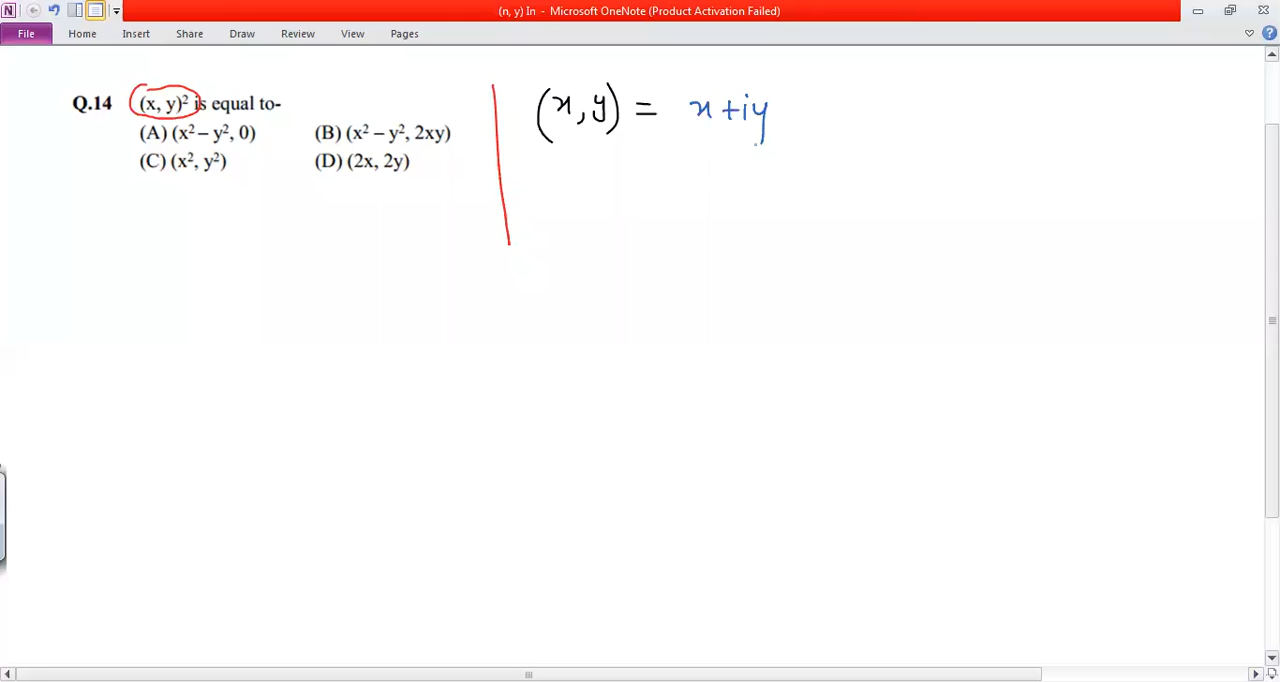 (n, y) In - Microsoft OneNote (Product Activation Failed)
File Home Insert Share Draw Review View Pages
Q.14 (x, y)² is equal to-
(A) (x² – y², 0) (B) (x² – y², 2xy)
(C) (x², y²) (D) (2x, 2y)
(x, y) = x + iy